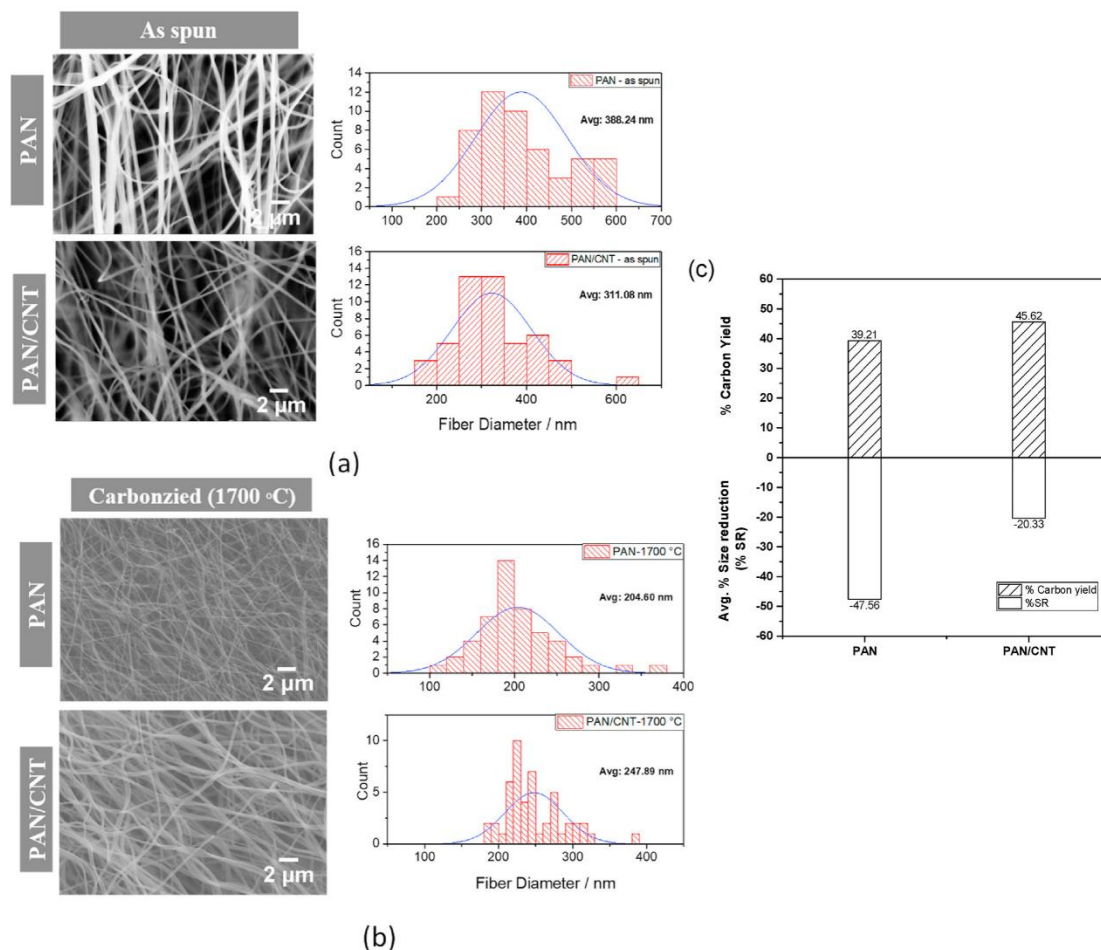 As spun
PAN
2 µm
14
12
10
8
6
4
2
0
Count
PAN - as spun
Avg: 388.24 nm
100 200 300 400 500 600 700
PAN/CNT
2 µm
16
14
12
10
8
6
4
2
0
Count
PAN/CNT - as spun
Avg: 311.08 nm
200 400 600
Fiber Diameter / nm
(a)
Carbonzied (1700 °C)
PAN
2 µm
16
14
12
10
8
6
4
2
0
Count
PAN-1700 °C
Avg: 204.60 nm
100 200 300 400
PAN/CNT
2 µm
10
5
0
Count
PAN/CNT-1700 °C
Avg: 247.89 nm
100 200 300 400
Fiber Diameter / nm
(b)
(c)
60
50
40
30
20
10
0
-10
-20
-30
-40
-50
-60
% Carbon Yield
Avg. % Size reduction
(% SR)
39.21
45.62
-47.56
-20.33
% Carbon yield
%SR
PAN PAN/CNT